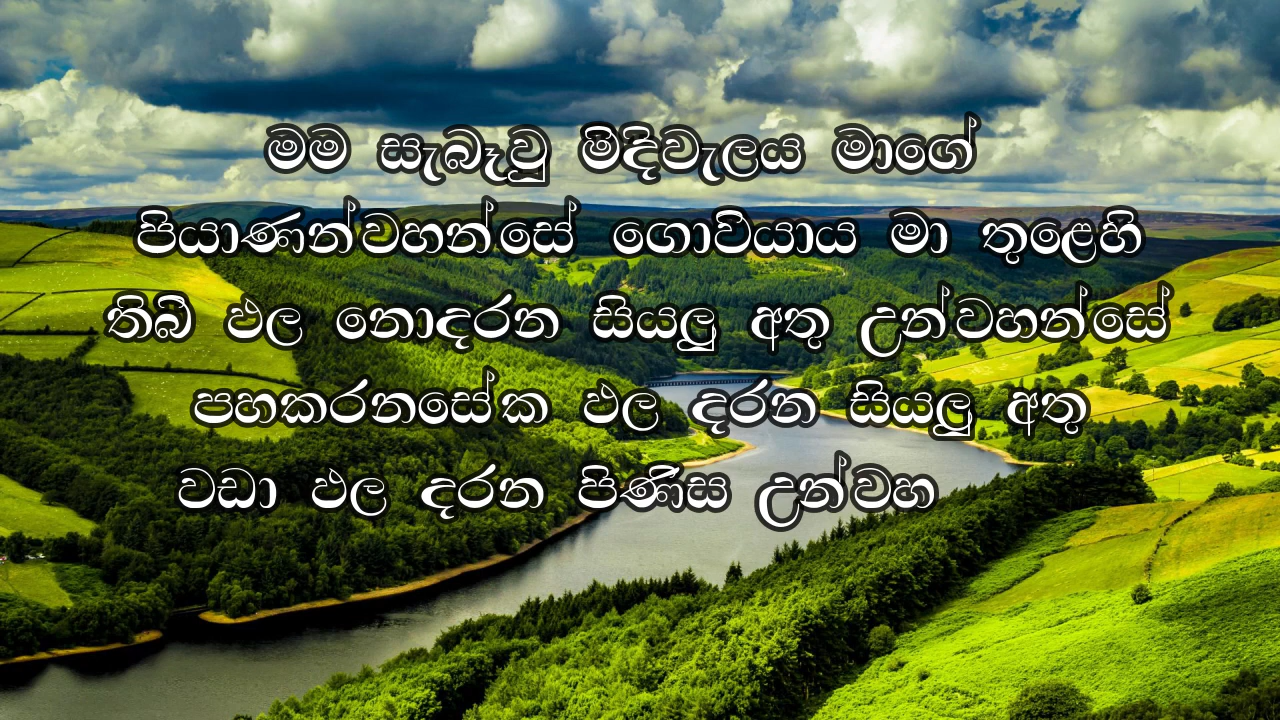 මම සැබෑවූ මිදිවැලය මාගේ
පියාණන්වහන්සේ ගොවියාය මා තුළෙහි
තිබි ඵල නොදරන සියලු අතු උන්වහන්සේ
පහකරනසේක ඵල දරන සියලු අතු
වඩා ඵල දරන පිණිස උන්වහ